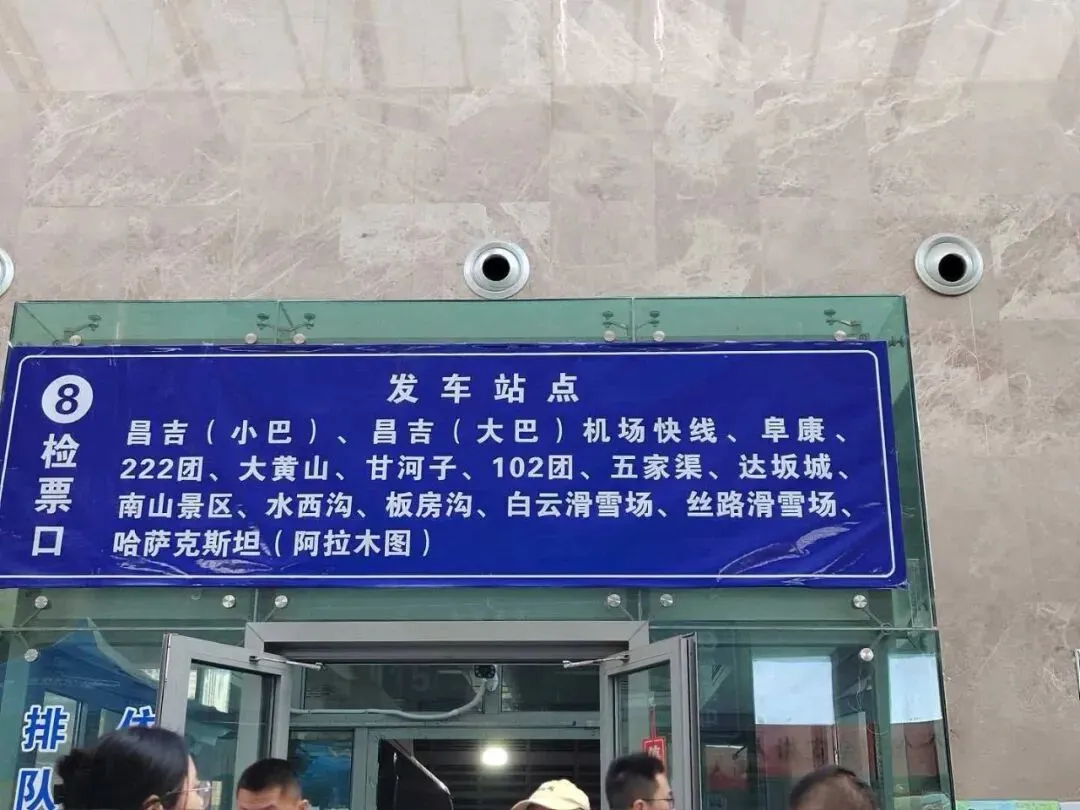 8
检票口
发车站点
昌吉（小巴）、昌吉（大巴）机场快线、阜康、
222团、大黄山、甘河子、102团、五家渠、达坂城、
南山景区、水西沟、板房沟、白云滑雪场、丝路滑雪场、
哈萨克斯坦（阿拉木图）
排队